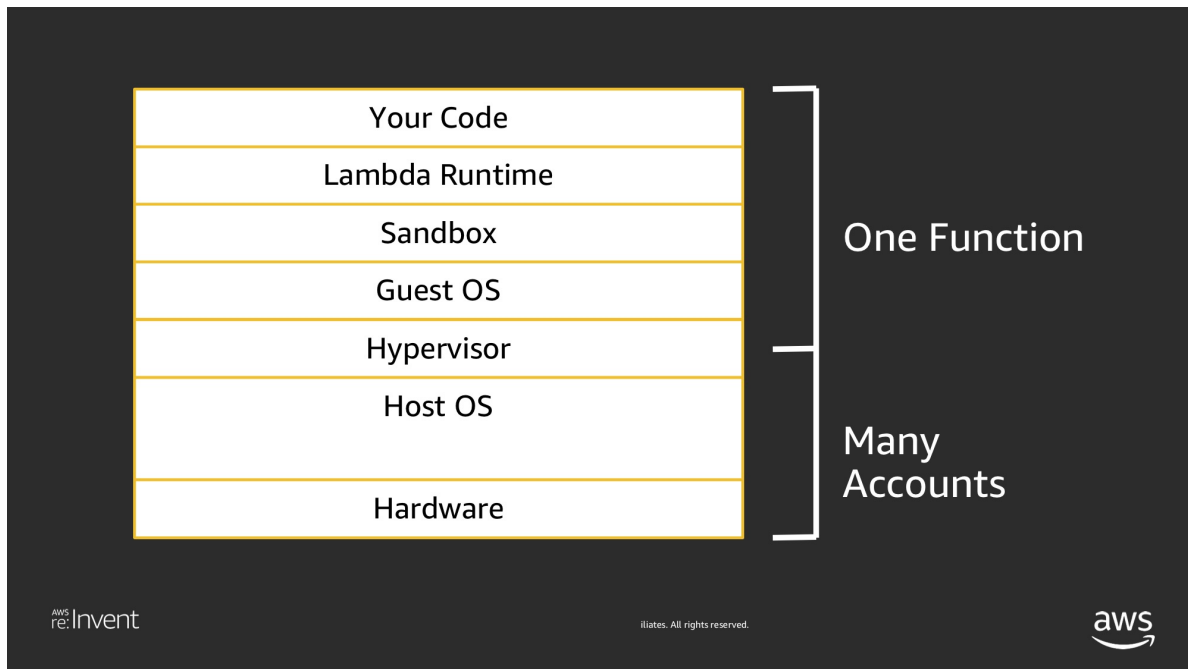 Your Code
Lambda Runtime
Sandbox
Guest OS
Hypervisor
Host OS
Hardware
One Function
Many
Accounts
AWS
re:Invent
iliates. All rights reserved.
aws